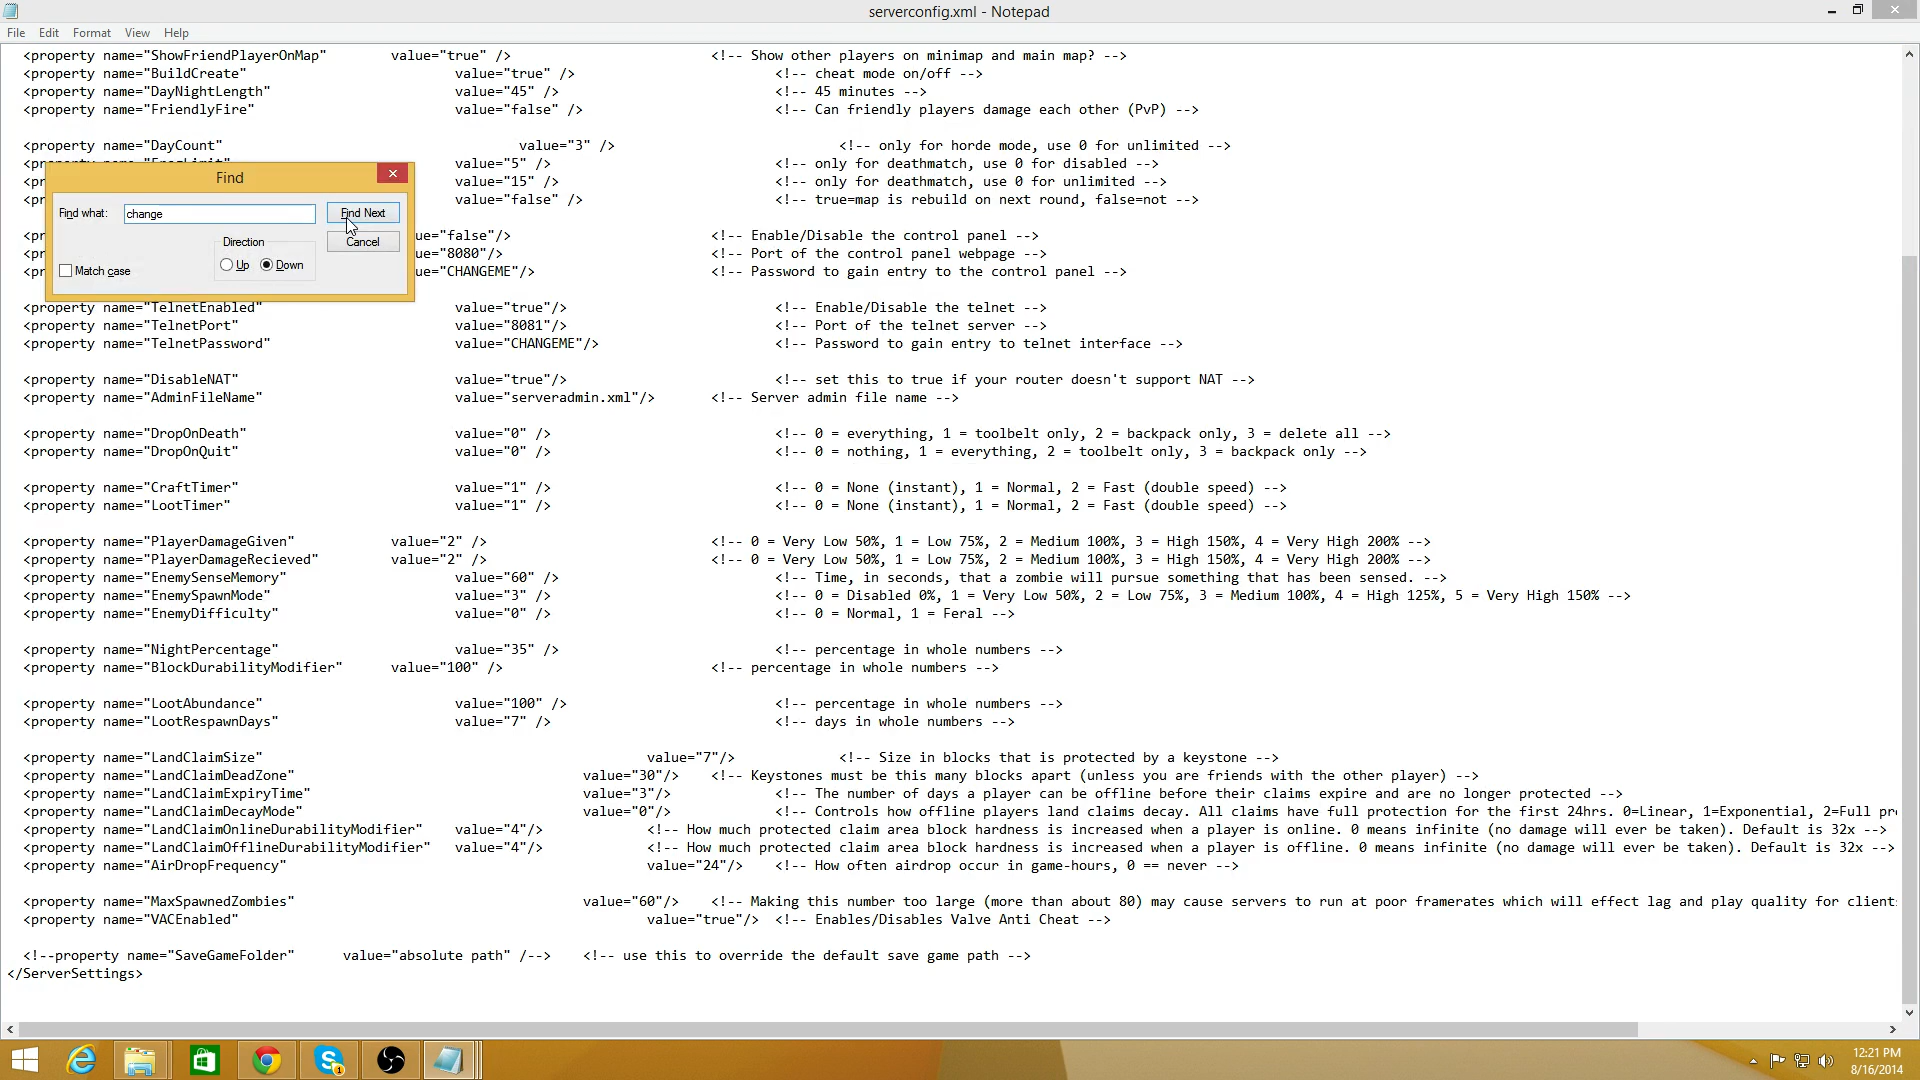 serverconfig.xml - Notepad
File Edit Format View Help
<property name="ShowFriendPlayerOnMap" value="true" /> <!-- Show other players on minimap and main map? -->
<property name="BuildCreate" value="true" /> <!-- cheat mode on/off -->
<property name="DayNightLength" value="45" /> <!-- 45 minutes -->
<property name="FriendlyFire" value="false" /> <!-- Can friendly players damage each other (PvP) -->
<property name="DayCount" value="3" /> <!-- only for horde mode, use 0 for unlimited -->
value="5" /> <!-- only for deathmatch, use 0 for disabled -->
<pr value="15" /> <!-- only for deathmatch, use 0 for unlimited -->
<pr value="false" /> <!-- true=map is rebuild on next round, false=not -->
<pr ue="false"/> <!-- Enable/Disable the control panel -->
<pr ue="8080"/> <!-- Port of the control panel webpage -->
<pr ue="CHANGEME"/> <!-- Password to gain entry to the control panel -->
Find
Find what: change Find Next
Direction Cancel
Match case Up Down
<property name="TelnetEnabled" value="true"/> <!-- Enable/Disable the telnet -->
<property name="TelnetPort" value="8081"/> <!-- Port of the telnet server -->
<property name="TelnetPassword" value="CHANGEME"/> <!-- Password to gain entry to telnet interface -->
<property name="DisableNAT" value="true"/> <!-- set this to true if your router doesn't support NAT -->
<property name="AdminFileName" value="serveradmin.xml"/> <!-- Server admin file name -->
<property name="DropOnDeath" value="0" /> <!-- 0 = everything, 1 = toolbelt only, 2 = backpack only, 3 = delete all -->
<property name="DropOnQuit" value="0" /> <!-- 0 = nothing, 1 = everything, 2 = toolbelt only, 3 = backpack only -->
<property name="CraftTimer" value="1" /> <!-- 0 = None (instant), 1 = Normal, 2 = Fast (double speed) -->
<property name="LootTimer" value="1" /> <!-- 0 = None (instant), 1 = Normal, 2 = Fast (double speed) -->
<property name="PlayerDamageGiven" value="2" /> <!-- 0 = Very Low 50%, 1 = Low 75%, 2 = Medium 100%, 3 = High 150%, 4 = Very High 200% -->
<property name="PlayerDamageRecieved" value="2" /> <!-- 0 = Very Low 50%, 1 = Low 75%, 2 = Medium 100%, 3 = High 150%, 4 = Very High 200% -->
<property name="EnemySenseMemory" value="60" /> <!-- Time, in seconds, that a zombie will pursue something that has been sensed. -->
<property name="EnemySpawnMode" value="3" /> <!-- 0 = Disabled 0%, 1 = Very Low 50%, 2 = Low 75%, 3 = Medium 100%, 4 = High 125%, 5 = Very High 150% -->
<property name="EnemyDifficulty" value="0" /> <!-- 0 = Normal, 1 = Feral -->
<property name="NightPercentage" value="35" /> <!-- percentage in whole numbers -->
<property name="BlockDurabilityModifier" value="100" /> <!-- percentage in whole numbers -->
<property name="LootAbundance" value="100" /> <!-- percentage in whole numbers -->
<property name="LootRespawnDays" value="7" /> <!-- days in whole numbers -->
<property name="LandClaimSize" value="7"/> <!-- Size in blocks that is protected by a keystone -->
<property name="LandClaimDeadZone" value="30"/> <!-- Keystones must be this many blocks apart (unless you are friends with the other player) -->
<property name="LandClaimExpiryTime" value="3"/> <!-- The number of days a player can be offline before their claims expire and are no longer protected -->
<property name="LandClaimDecayMode" value="0"/> <!-- Controls how offline players land claims decay. All claims have full protection for the first 24hrs. 0=Linear, 1=Exponential, 2=Full pr
<property name="LandClaimOnlineDurabilityModifier" value="4"/> <!-- How much protected claim area block hardness is increased when a player is online. 0 means infinite (no damage will ever be taken). Default is 32x -->
<property name="LandClaimOfflineDurabilityModifier" value="4"/> <!-- How much protected claim area block hardness is increased when a player is offline. 0 means infinite (no damage will ever be taken). Default is 32x -->
<property name="AirDropFrequency" value="24"/> <!-- How often airdrop occur in game-hours, 0 == never -->
<property name="MaxSpawnedZombies" value="60"/> <!-- Making this number too large (more than about 80) may cause servers to run at poor framerates which will effect lag and play quality for client
<property name="VACEnabled" value="true"/> <!-- Enables/Disables Valve Anti Cheat -->
<!--property name="SaveGameFolder" value="absolute path" /--> <!-- use this to override the default save game path -->
</ServerSettings>
12:21 PM
8/16/2014